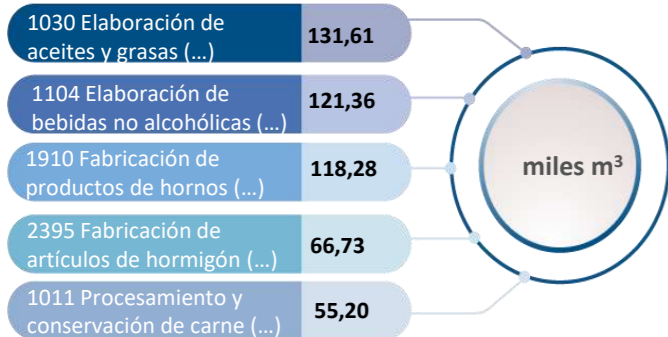 1030 Elaboración de
aceites y grasas (...)
131,61
1104 Elaboración de
bebidas no alcohólicas (...)
121,36
1910 Fabricación de
productos de hornos (...)
118,28
2395 Fabricación de
artículos de hormigón (...)
66,73
1011 Procesamiento y
conservación de carne (...)
55,20
miles m³